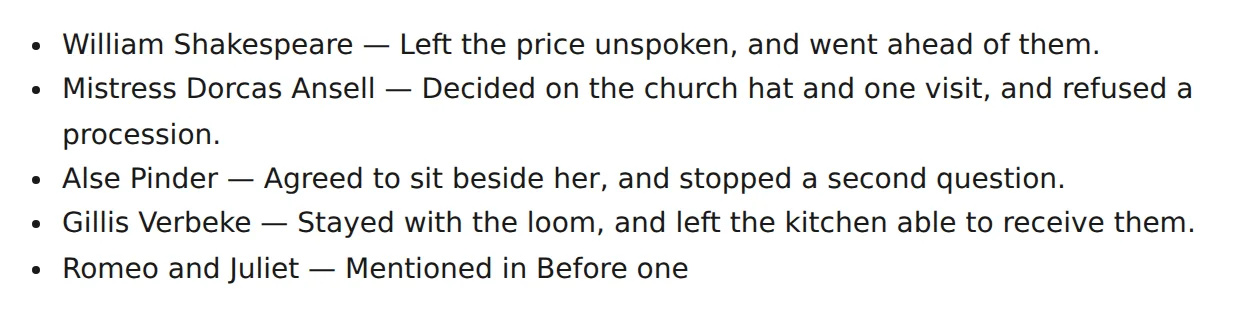 • William Shakespeare — Left the price unspoken, and went ahead of them.
• Mistress Dorcas Ansell — Decided on the church hat and one visit, and refused a
procession.
• Alse Pinder — Agreed to sit beside her, and stopped a second question.
• Gillis Verbeke — Stayed with the loom, and left the kitchen able to receive them.
• Romeo and Juliet — Mentioned in Before one